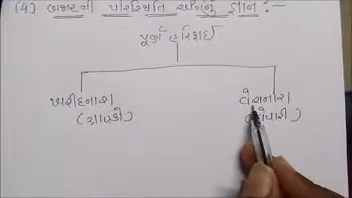 (4) બજારની પરિસ્થિતિ અંગેનું જ્ઞાન :-
પૂર્ણ હરિફાઈ
ખરીદનારા
વેચનારા
(ગ્રાહકો)
(વેપારી)